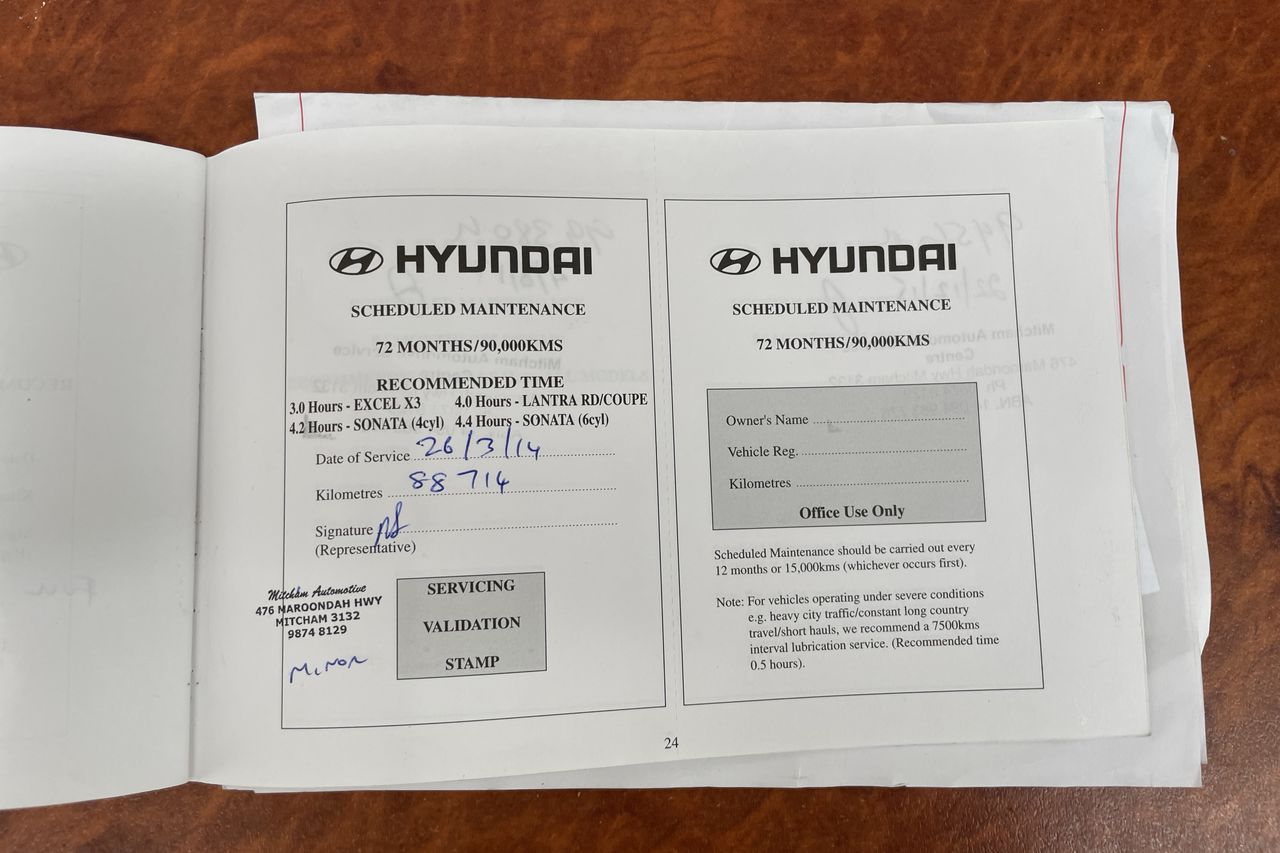 HYUNDAI
SCHEDULED MAINTENANCE
72 MONTHS/90,000KMS
RECOMMENDED TIME
3.0 Hours - EXCEL X3 4.0 Hours - LANTRA RD/COUPE
4.2 Hours - SONATA (4cyl) 4.4 Hours - SONATA (6cyl)
Date of Service 26/3/14
Kilometres 88 714
Signature
(Representative)
Mitcham Automotive
476 MAROONDAH HWY
MITCHAM 3132
9874 8129
MINOR
SERVICING
VALIDATION
STAMP
HYUNDAI
SCHEDULED MAINTENANCE
72 MONTHS/90,000KMS
Owner's Name
Vehicle Reg.
Kilometres
Office Use Only
Scheduled Maintenance should be carried out every
12 months or 15,000kms (whichever occurs first).
Note: For vehicles operating under severe conditions
e.g. heavy city traffic/constant long country
travel/short hauls, we recommend a 7500kms
interval lubrication service. (Recommended time
0.5 hours).
24